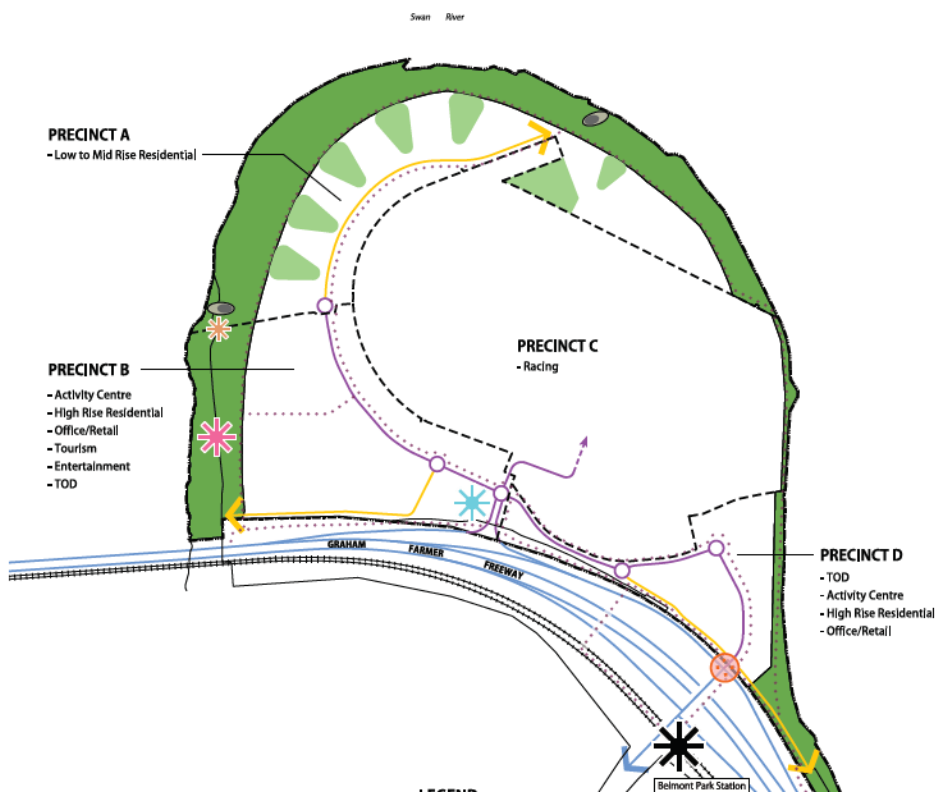 Swan River
PRECINCT A
- Low to Mid Rise Residential
PRECINCT B
- Activity Centre
- High Rise Residential
- Office/Retail
- Tourism
- Entertainment
- TOD
PRECINCT C
- Racing
GRAHAM FARMER FREEWAY
PRECINCT D
- TOD
- Activity Centre
- High Rise Residential
- Office/Retail
Belmont Park Station
LEGEND